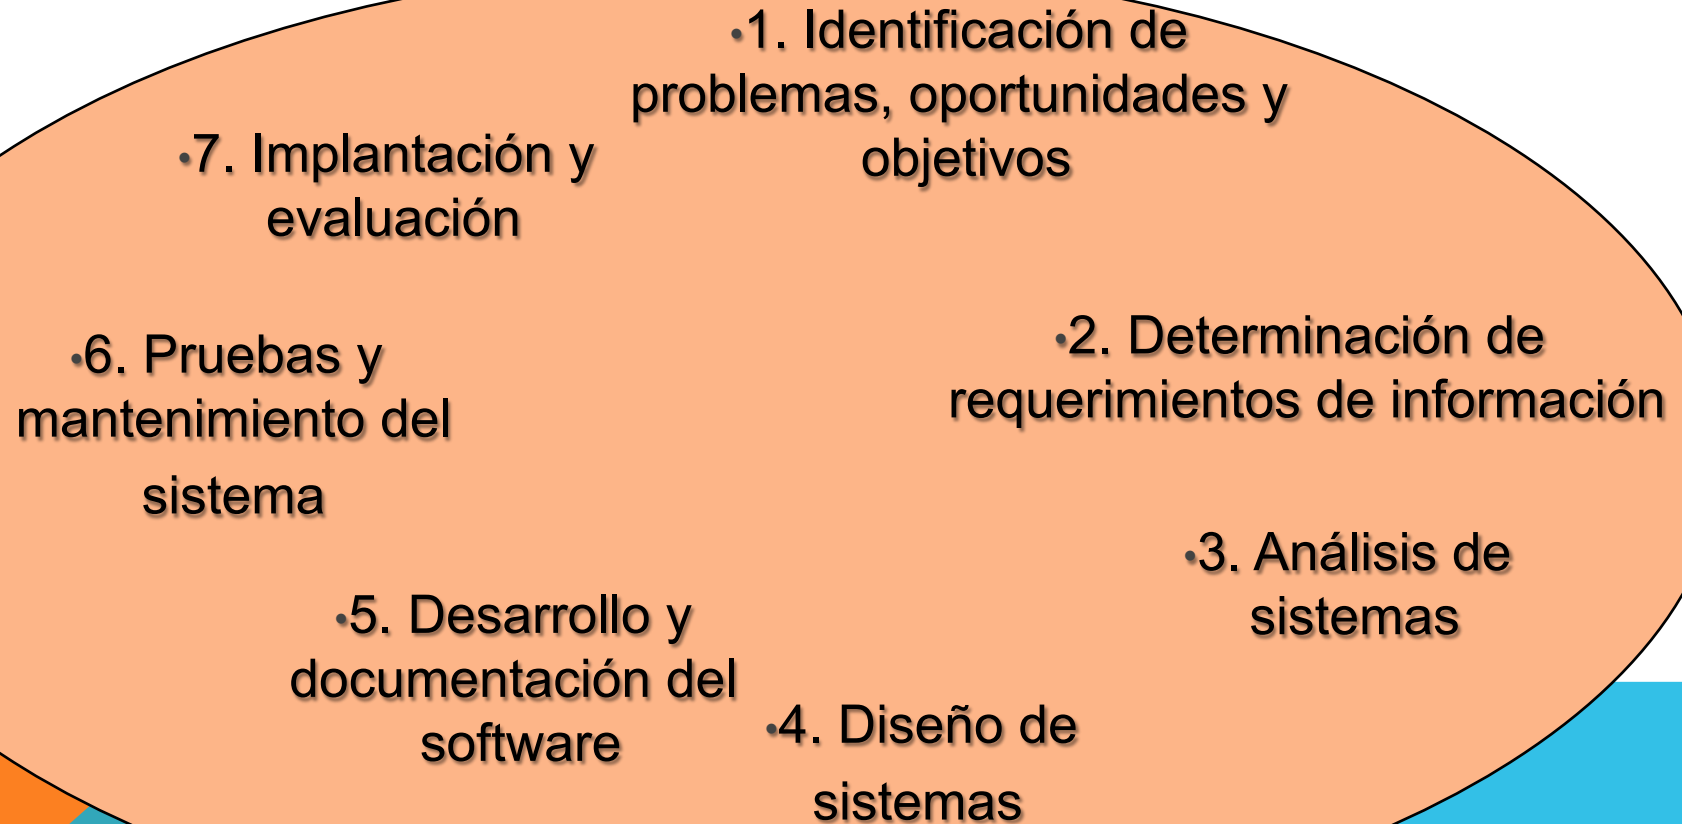 •1. Identificación de
problemas, oportunidades y
objetivos
•2. Determinación de
requerimientos de información
•3. Análisis de
sistemas
•4. Diseño de
sistemas
•5. Desarrollo y
documentación del
software
•6. Pruebas y
mantenimiento del
sistema
•7. Implantación y
evaluación